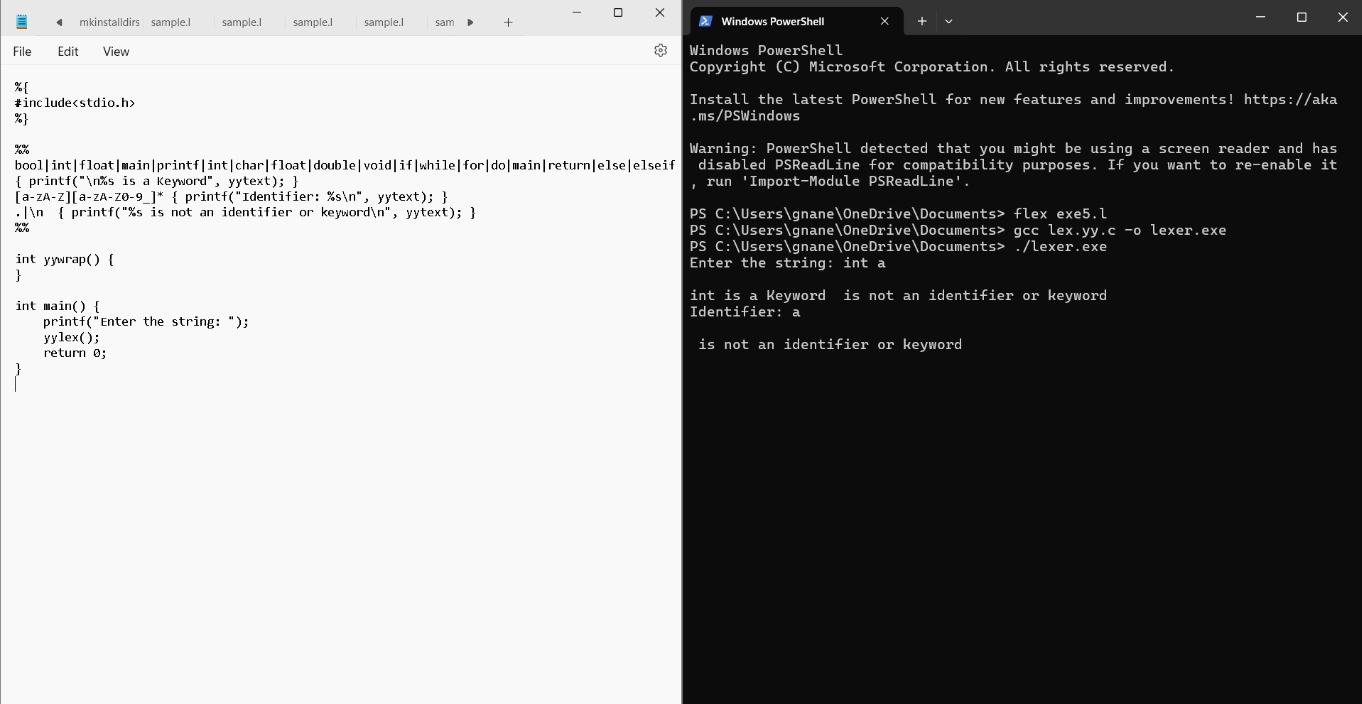 mkinstalldirs sample.l sample.l sample.l sample.l sam
File Edit View
%{
#include<stdio.h>
%}
%%
bool|int|float|main|printf|int|char|float|double|void|if|while|for|do|main|return|else|elseif
{ printf("\n%s is a Keyword", yytext); }
[a-zA-Z][a-zA-Z0-9_]* { printf("Identifier: %s\n", yytext); }
.|\n  { printf("%s is not an identifier or keyword\n", yytext); }
%%
int yywrap() {
}
int main() {
    printf("Enter the string: ");
    yylex();
    return 0;
}
Windows PowerShell
Windows PowerShell
Copyright (C) Microsoft Corporation. All rights reserved.
Install the latest PowerShell for new features and improvements! https://aka
.ms/PSWindows
Warning: PowerShell detected that you might be using a screen reader and has
 disabled PSReadLine for compatibility purposes. If you want to re-enable it
, run 'Import-Module PSReadLine'.
PS C:\Users\gnane\OneDrive\Documents> flex exe5.l
PS C:\Users\gnane\OneDrive\Documents> gcc lex.yy.c -o lexer.exe
PS C:\Users\gnane\OneDrive\Documents> ./lexer.exe
Enter the string: int a
int is a Keyword  is not an identifier or keyword
Identifier: a
 is not an identifier or keyword